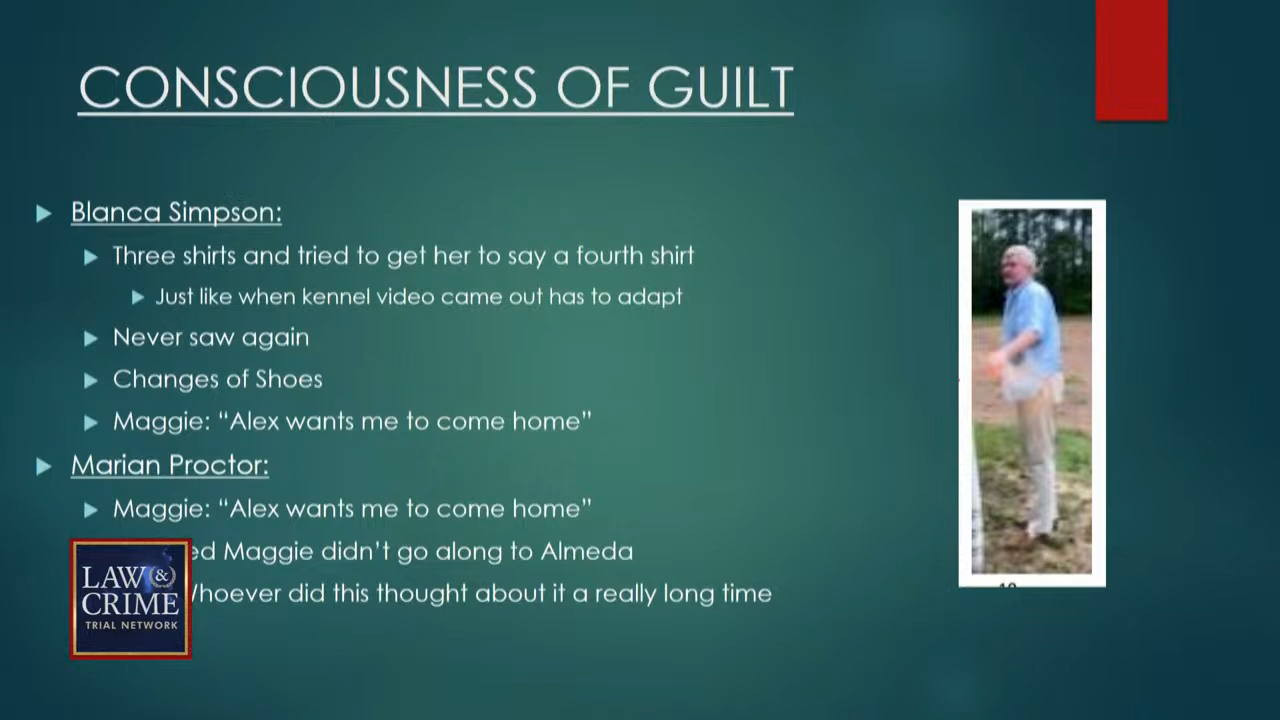 CONSCIOUSNESS OF GUILT
Blanca Simpson:
Three shirts and tried to get her to say a fourth shirt
Just like when kennel video came out has to adapt
Never saw again
Changes of Shoes
Maggie: “Alex wants me to come home”
Marian Proctor:
Maggie: “Alex wants me to come home”
Maggie didn’t go along to Almeda
did this thought about it a really long time
LAW &
CRIME
TRIAL NETWORK